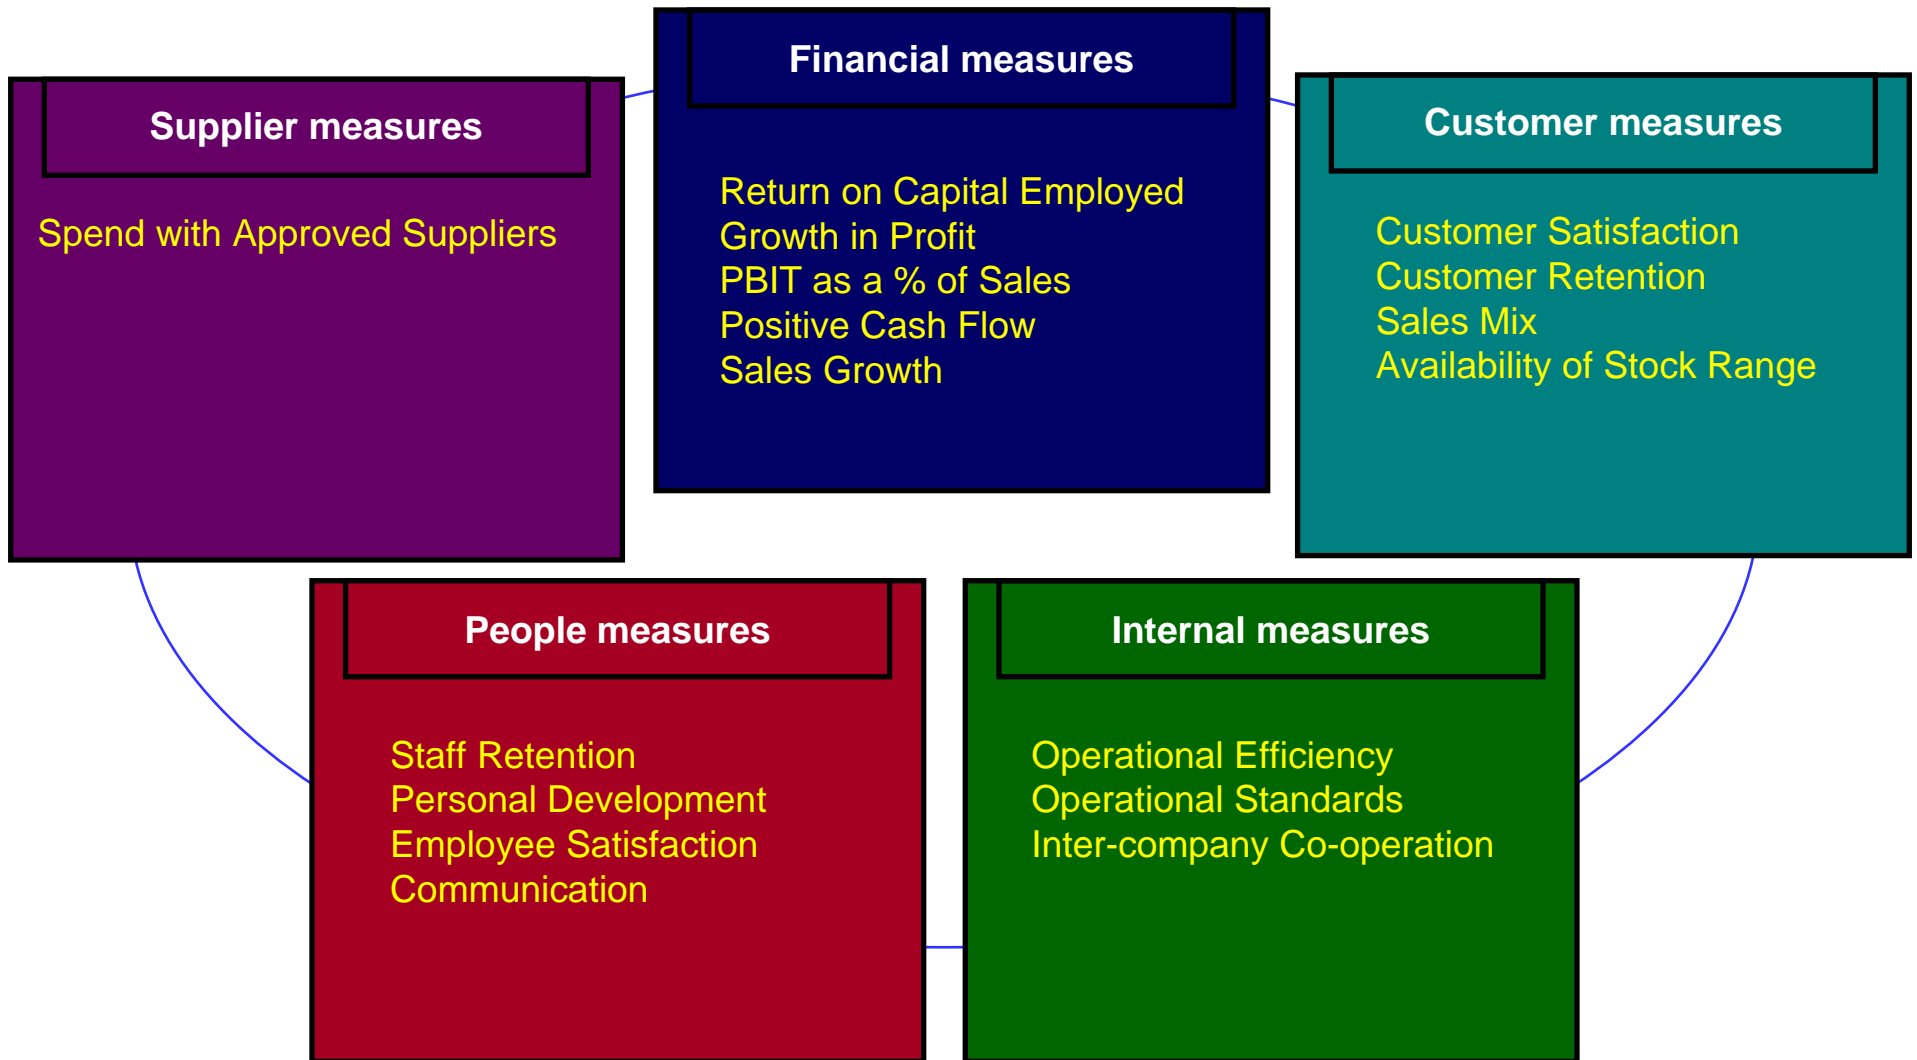 Supplier measures
Spend with Approved Suppliers
Financial measures
Return on Capital Employed
Growth in Profit
PBIT as a % of Sales
Positive Cash Flow
Sales Growth
Customer measures
Customer Satisfaction
Customer Retention
Sales Mix
Availability of Stock Range
People measures
Staff Retention
Personal Development
Employee Satisfaction
Communication
Internal measures
Operational Efficiency
Operational Standards
Inter-company Co-operation